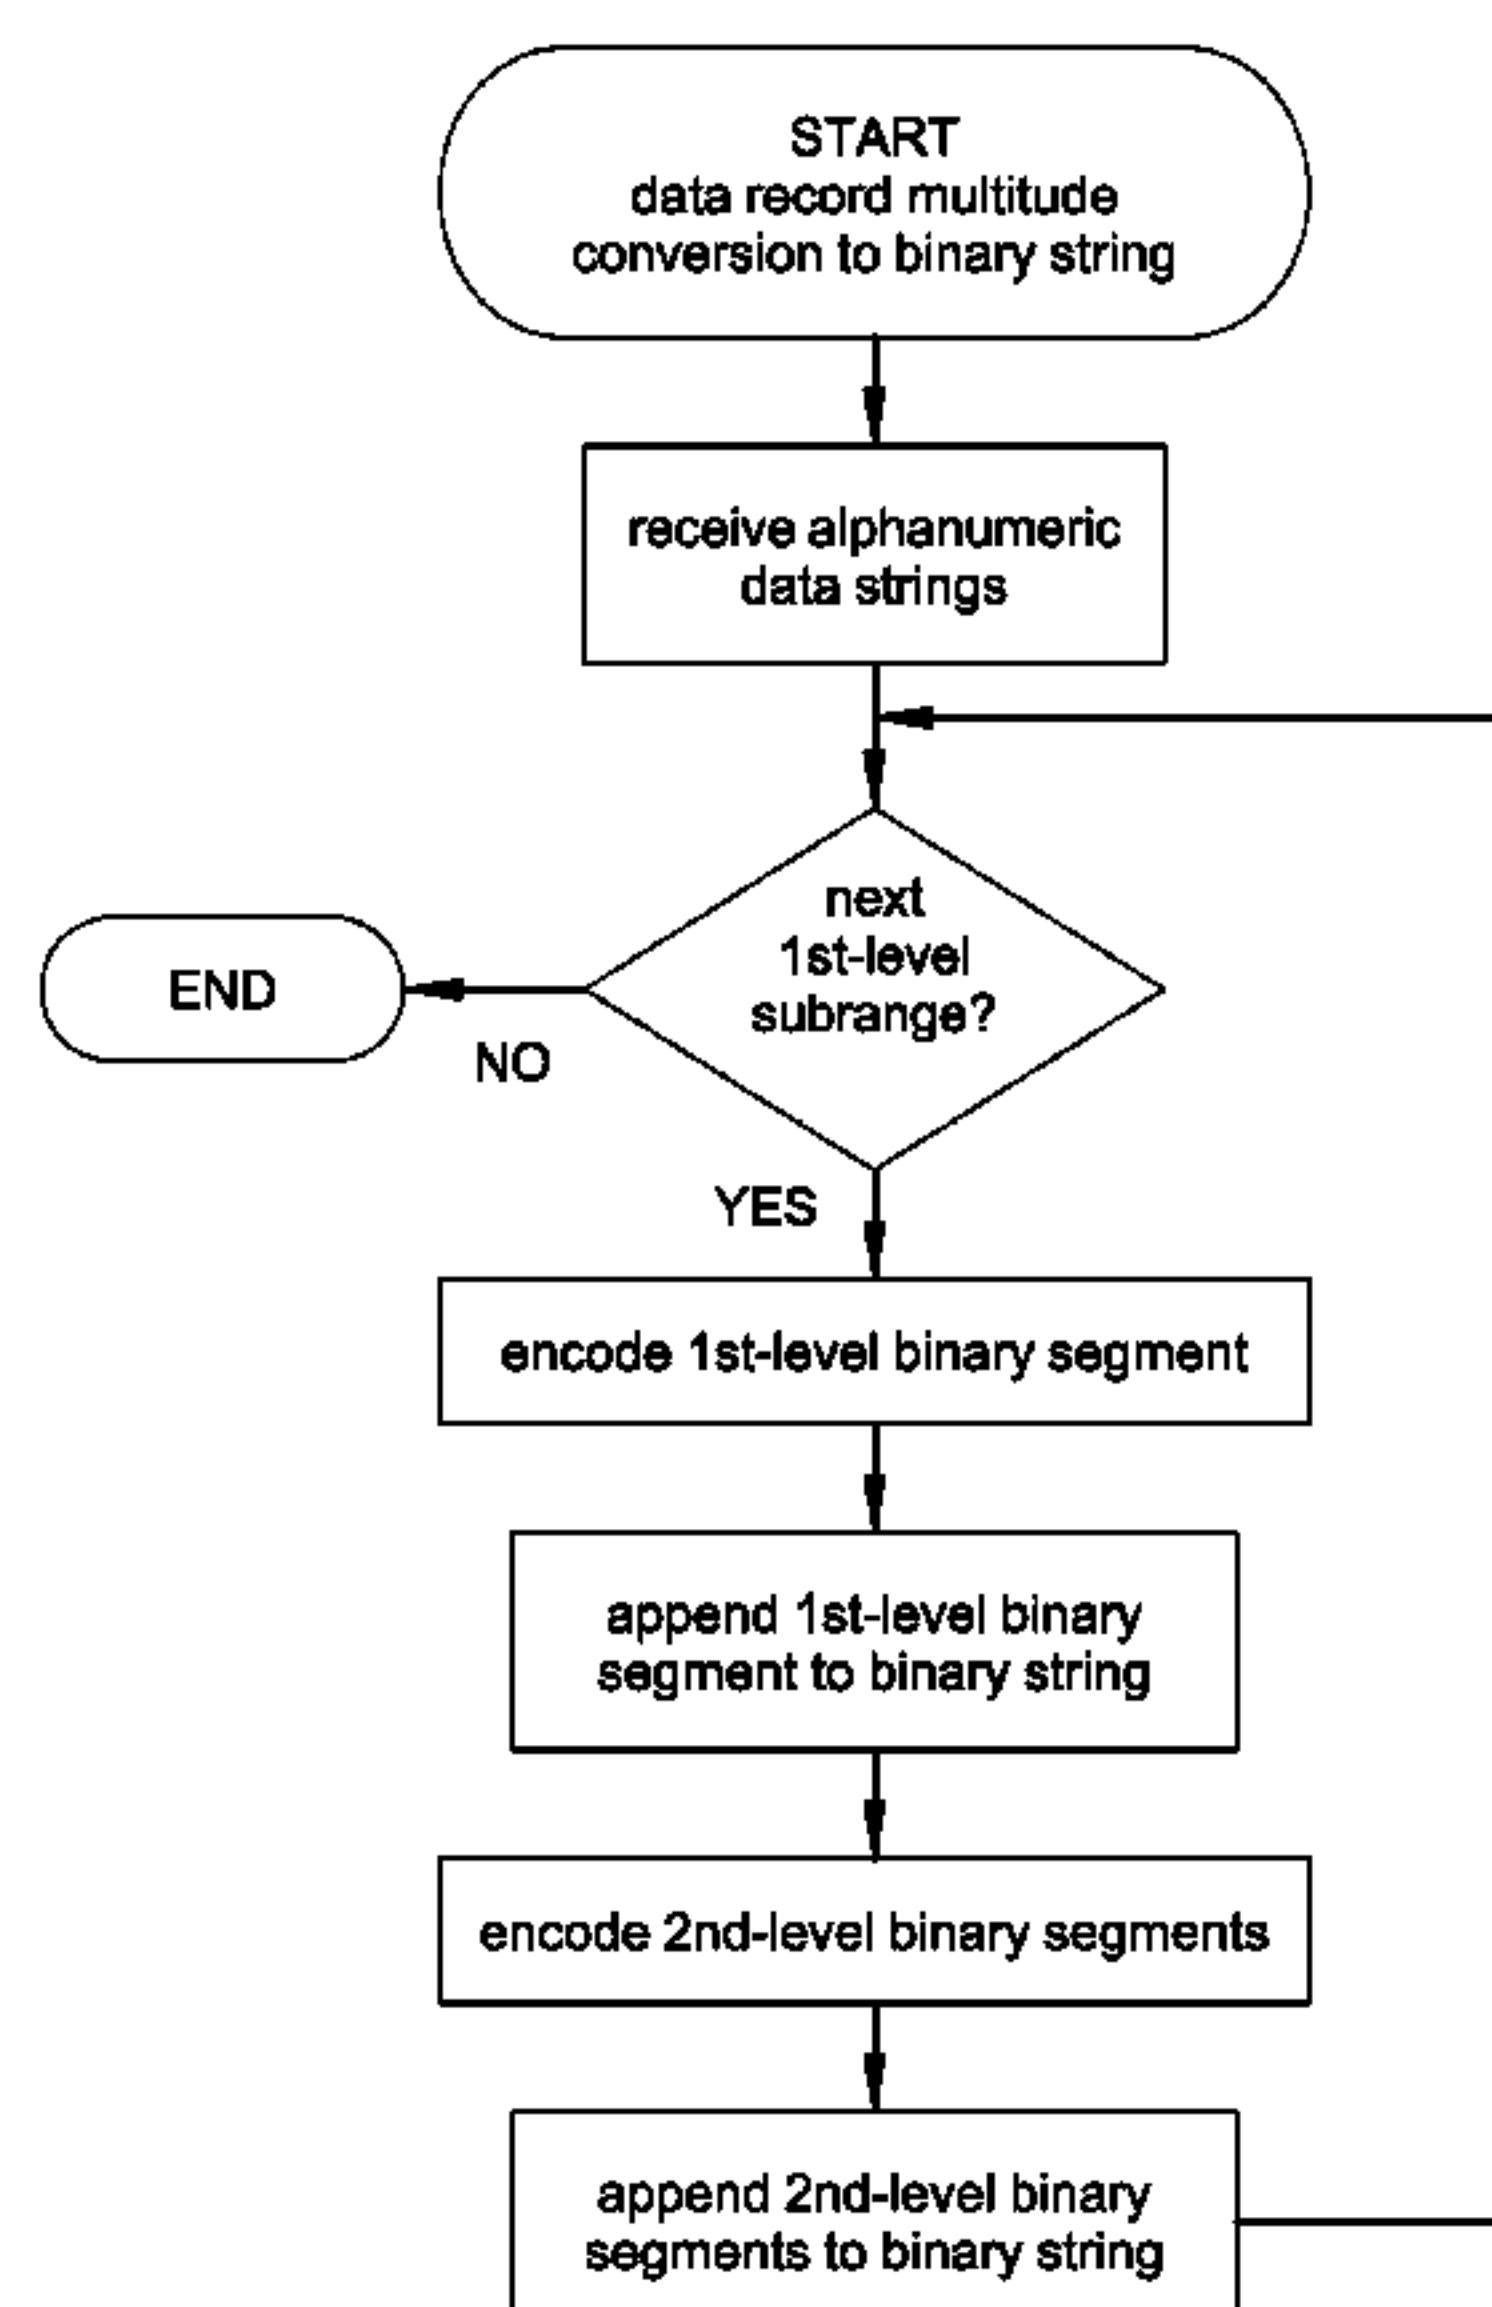 START
data record multitude
conversion to binary string
receive alphanumeric
data strings
next
1st-level
subrange?
END
NO
YES
encode 1st-level binary segment
append 1st-level binary
segment to binary string
encode 2nd-level binary segments
append 2nd-level binary
segments to binary string